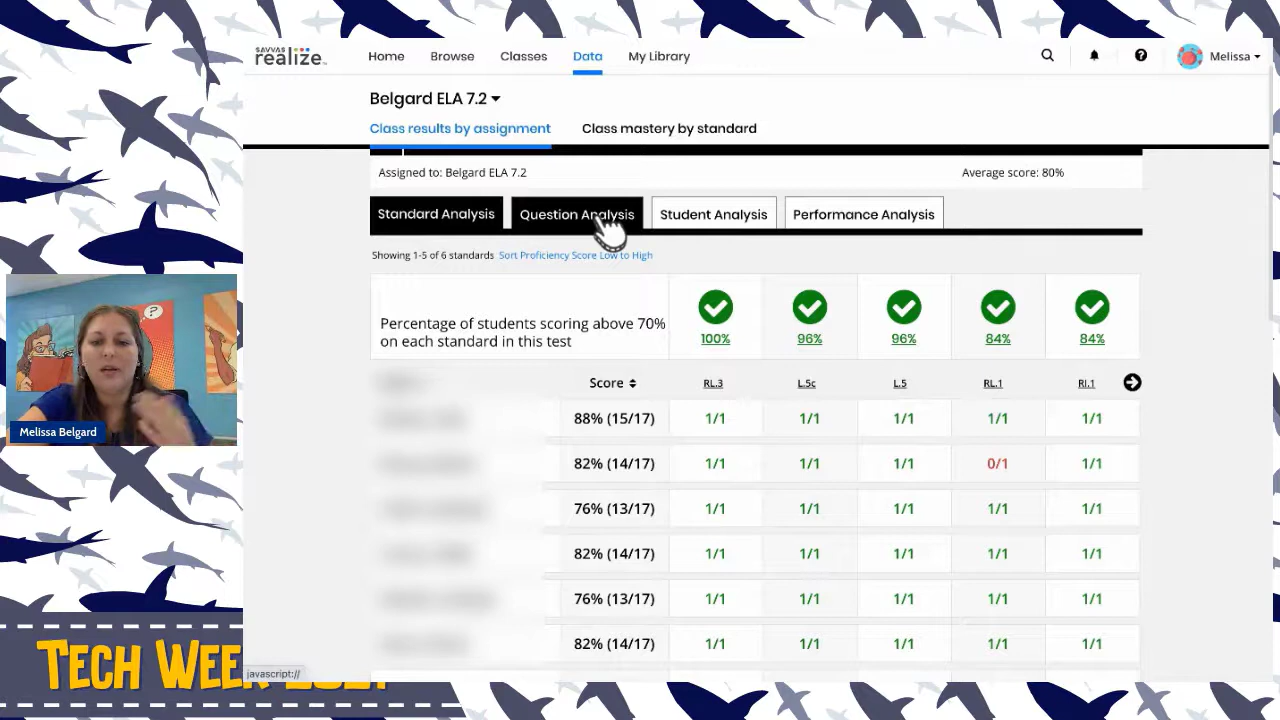 SAVVAS
realize
Home Browse Classes Data My Library
Melissa
Belgard ELA 7.2
Class results by assignment Class mastery by standard
Assigned to: Belgard ELA 7.2 Average score: 80%
Standard Analysis Question Analysis Student Analysis Performance Analysis
Showing 1-5 of 6 standards Sort Proficiency Score Low to High
Percentage of students scoring above 70%
on each standard in this test
100% 96% 96% 84% 84%
Score RL.3 L.5c L.5 RL.1 RI.1
88% (15/17) 1/1 1/1 1/1 1/1 1/1
82% (14/17) 1/1 1/1 1/1 0/1 1/1
76% (13/17) 1/1 1/1 1/1 1/1 1/1
82% (14/17) 1/1 1/1 1/1 1/1 1/1
76% (13/17) 1/1 1/1 1/1 1/1 1/1
82% (14/17) 1/1 1/1 1/1 1/1 1/1
Melissa Belgard
javascript://
TECH WEEK